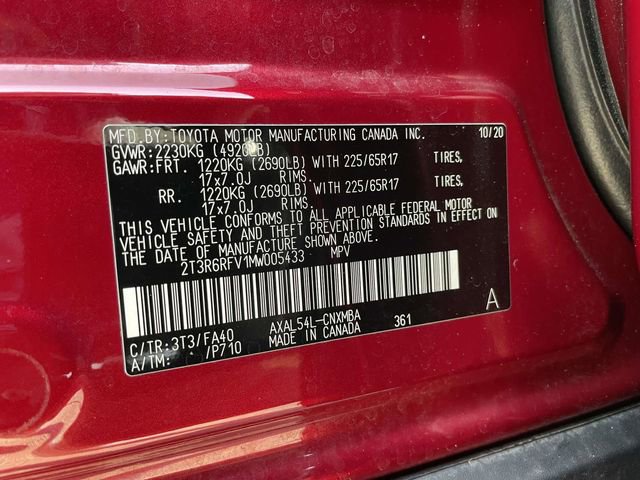 MFD.BY:TOYOTA MOTOR MANUFACTURING CANADA INC. 10/20
GVWR:2230KG (4920LB)
GAWR:FRT. 1220KG (2690LB) WITH 225/65R17 TIRES,
17x7.0J RIMS.
RR. 1220KG (2690LB) WITH 225/65R17 TIRES,
17x7.0J RIMS.
THIS VEHICLE CONFORMS TO ALL APPLICABLE FEDERAL MOTOR
VEHICLE SAFETY AND THEFT PREVENTION STANDARDS IN EFFECT ON
THE DATE OF MANUFACTURE SHOWN ABOVE.
2T3R6RFV1MW005433 MPV
A
C/TR:3T3/FA40 AXAL54L-CNXMBA 361
A/TM: /P710 MADE IN CANADA